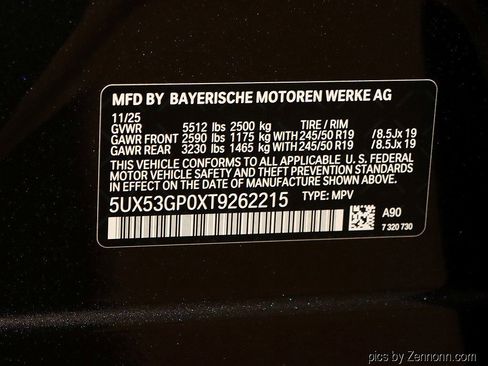 MFD BY BAYERISCHE MOTOREN WERKE AG
11/25
GVWR 5512 lbs 2500 kg TIRE / RIM
GAWR FRONT 2590 lbs 1175 kg WITH 245/50 R19 /8.5Jx 19
GAWR REAR 3230 lbs 1465 kg WITH 245/50 R19 /8.5Jx 19
THIS VEHICLE CONFORMS TO ALL APPLICABLE U. S. FEDERAL
MOTOR VEHICLE SAFETY AND THEFT PREVENTION STANDARDS
IN EFFECT ON THE DATE OF MANUFACTURE SHOWN ABOVE.
5UX53GP0XT9262215 TYPE: MPV
A90
7 320 730
pics by Zennonn.com